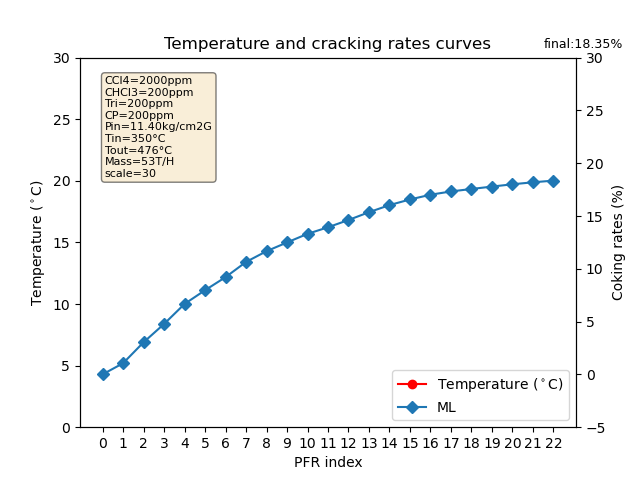 Temperature and cracking rates curves
final:18.35%
CCl4=2000ppm
CHCl3=200ppm
Tri=200ppm
CP=200ppm
Pin=11.40kg/cm2G
Tin=350°C
Tout=476°C
Mass=53T/H
scale=30
30
25
20
15
10
5
0
Temperature (°C)
30
25
20
15
10
5
0
−5
Coking rates (%)
Temperature (°C)
ML
0 1 2 3 4 5 6 7 8 9 10 11 12 13 14 15 16 17 18 19 20 21 22
PFR index